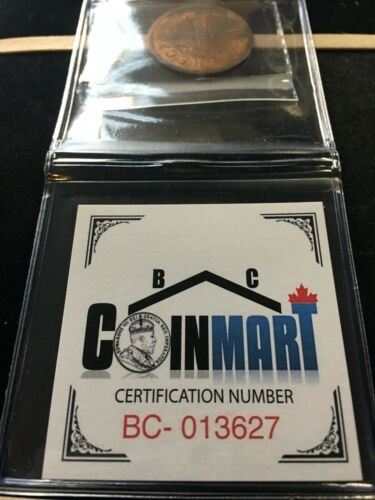 B C
COINMART
CERTIFICATION NUMBER
BC- 013627